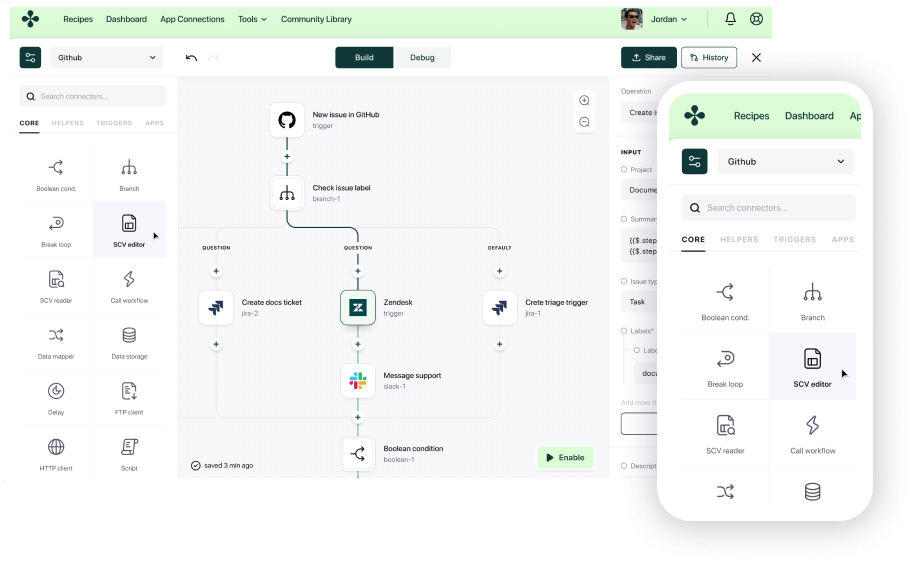 Recipes Dashboard App Connections Tools Community Library Jordan
Github Build Debug Share History
Search connectors...
CORE HELPERS TRIGGERS APPS
Boolean cond. Branch
Break loop SCV editor
SCV reader Call workflow
Data mapper Data storage
Delay FTP client
HTTP client Script
New issue in GitHub
trigger
Check issue label
branch-1
QUESTION QUESTION DEFAULT
Create docs ticket
jira-2
Zendesk
trigger
Crete triage trigger
jira-1
Message support
slack-1
Boolean condition
boolean-1
saved 3 min ago
Enable
Operation
Create i
INPUT
Project
Docume
Summar
{{$.step
{{$.step
Issue typ
Task
Labels*
Labe
docu
Add more
Descript
Recipes Dashboard Ap
Github
Search connectors...
CORE HELPERS TRIGGERS APPS
Boolean cond. Branch
Break loop SCV editor
SCV reader Call workflow